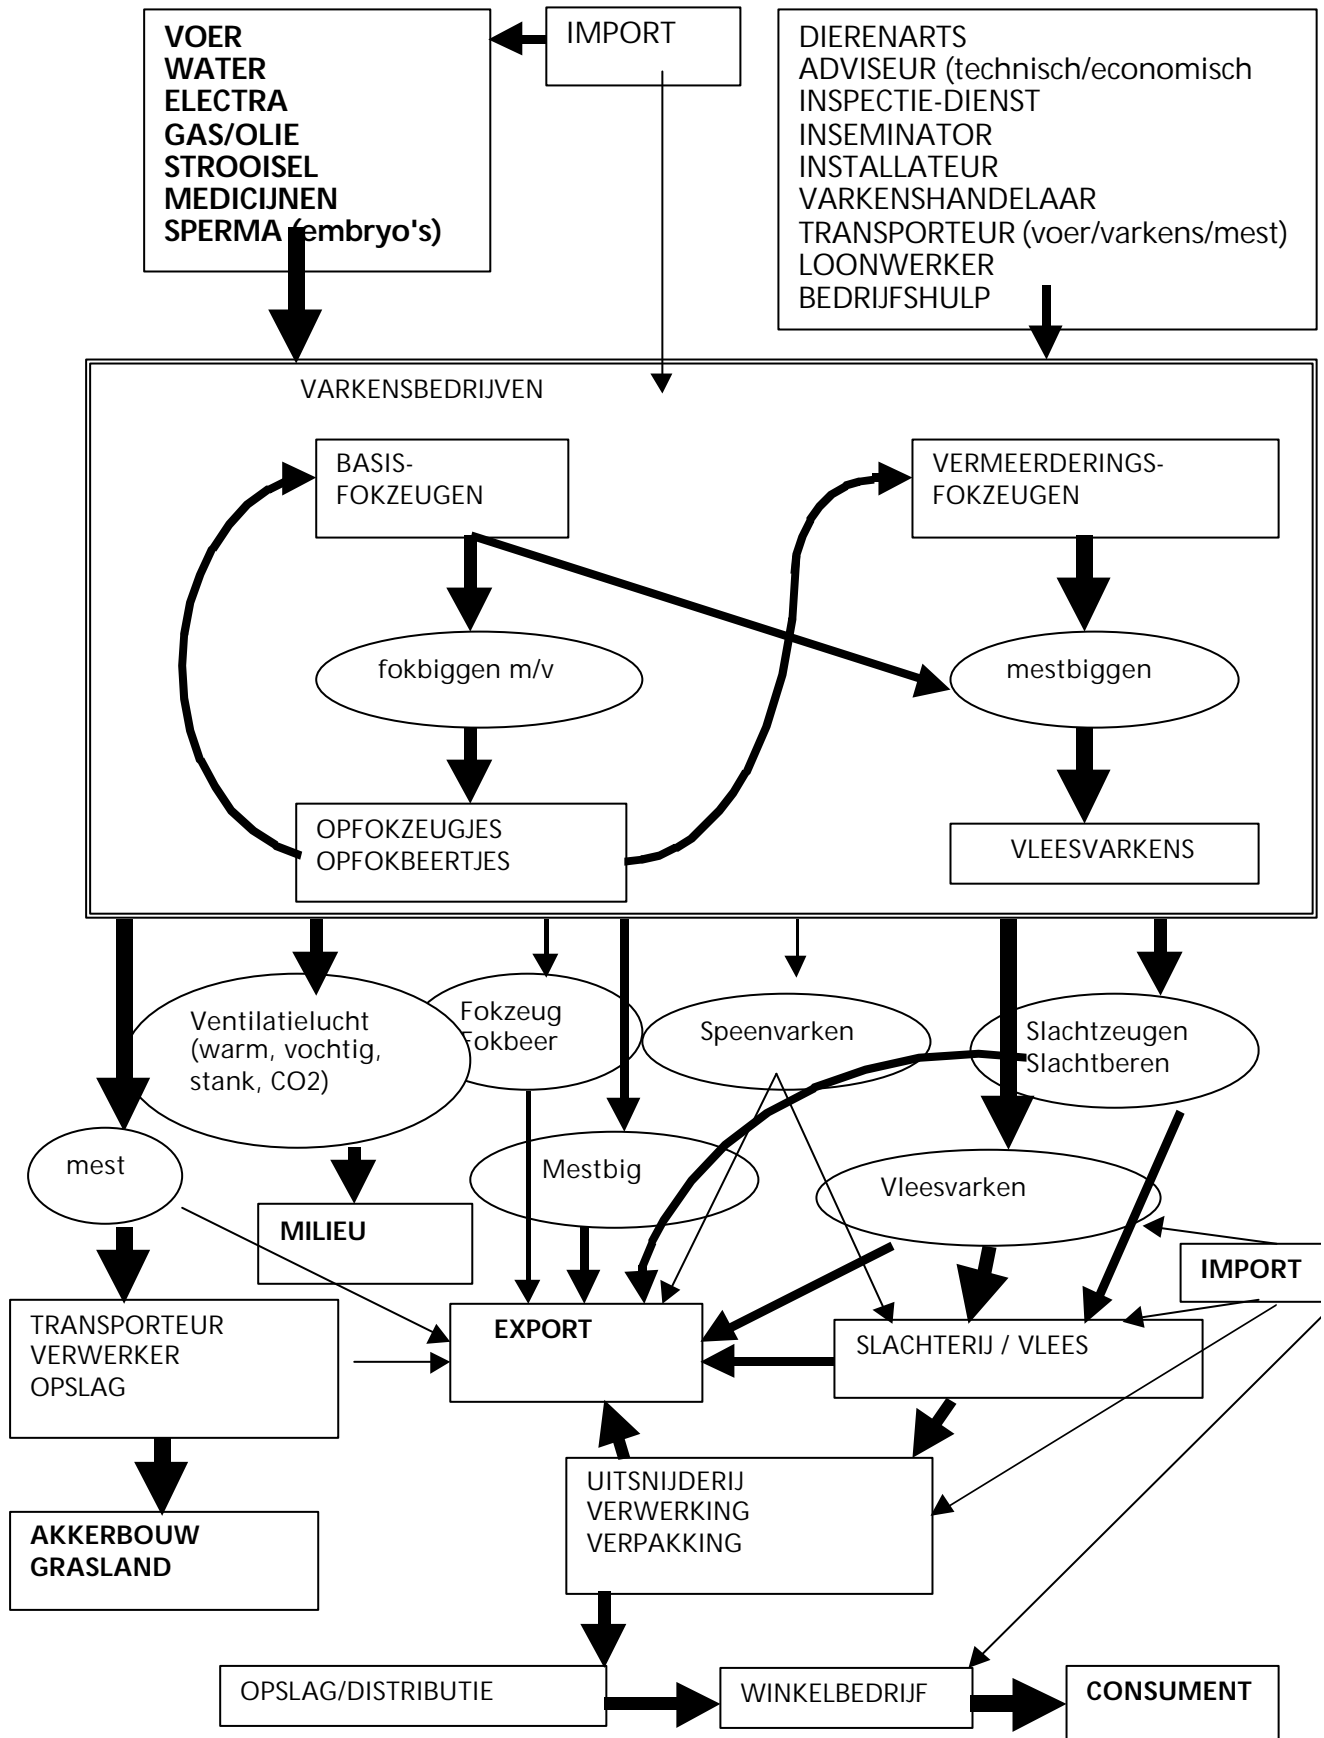 VOER
WATER
ELECTRA
GAS/OLIE
STROOISEL
MEDICIJNEN
SPERMA (embryo's)
IMPORT
DIERENARTS
ADVISEUR (technisch/economisch
INSPECTIE-DIENST
INSEMINATOR
INSTALLATEUR
VARKENSHANDELAAR
TRANSPORTEUR (voer/varkens/mest)
LOONWERKER
BEDRIJFSHULP
VARKENSBEDRIJVEN
BASIS-
FOKZEUGEN
VERMEERDERINGS-
FOKZEUGEN
fokbiggen m/v
mestbiggen
OPFOKZEUGJES
OPFOKBEERTJES
VLEESVARKENS
Ventilatielucht
(warm, vochtig,
stank, CO2)
Fokzeug
Fokbeer
Speenvarken
Slachtzeugen
Slachtberen
mest
Mestbig
Vleesvarken
MILIEU
IMPORT
TRANSPORTEUR
VERWERKER
OPSLAG
EXPORT
SLACHTERIJ / VLEES
UITSNIJDERIJ
VERWERKING
VERPAKKING
AKKERBOUW
GRASLAND
OPSLAG/DISTRIBUTIE
WINKELBEDRIJF
CONSUMENT